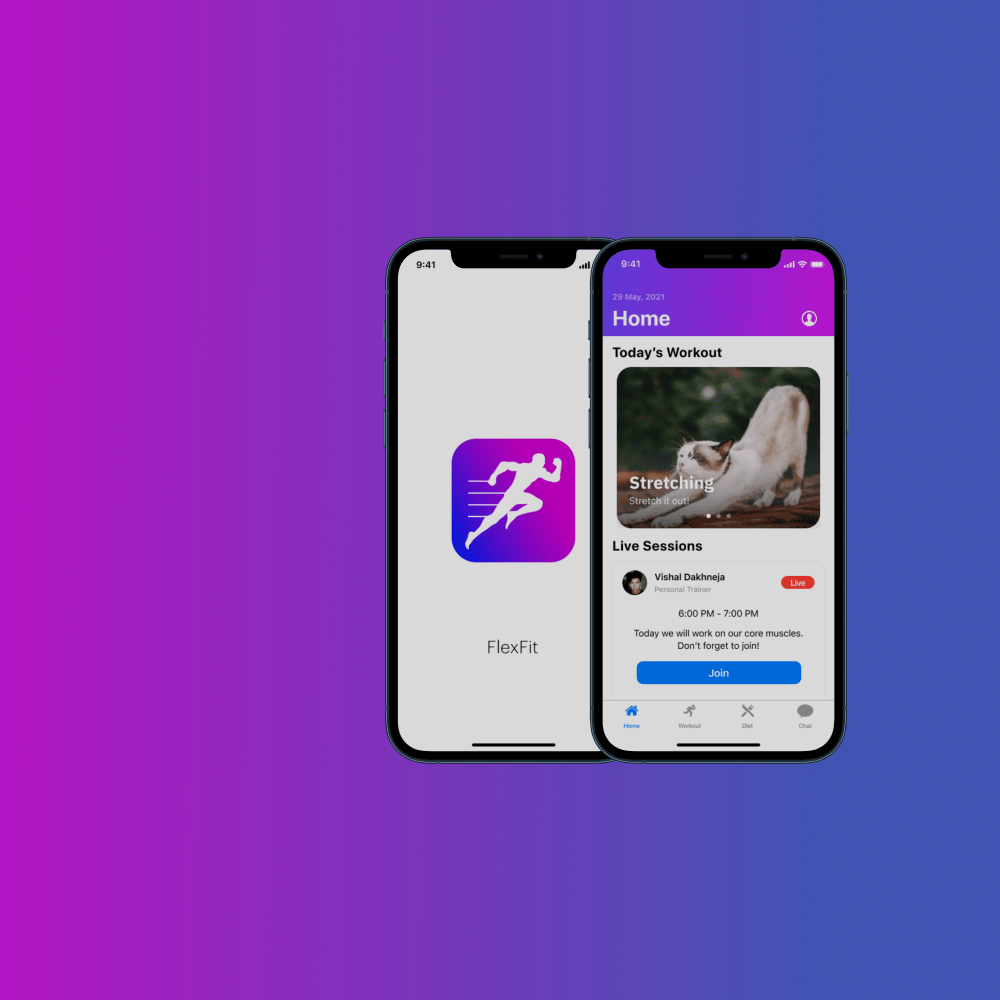 9:41
FlexFit
9:41
29 May, 2021
Home
Today's Workout
Stretching
Stretch it out!
Live Sessions
Vishal Dakhneja
Personal Trainer
Live
6:00 PM - 7:00 PM
Today we will work on our core muscles.
Don't forget to join!
Join
Home Workout Diet Chat